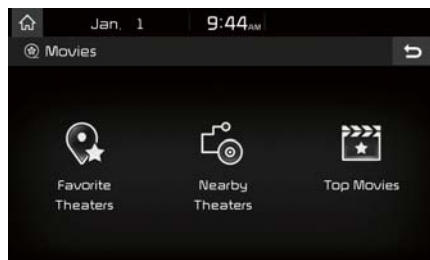 Jan. 1 9:44AM
Movies
Favorite Theaters
Nearby Theaters
Top Movies